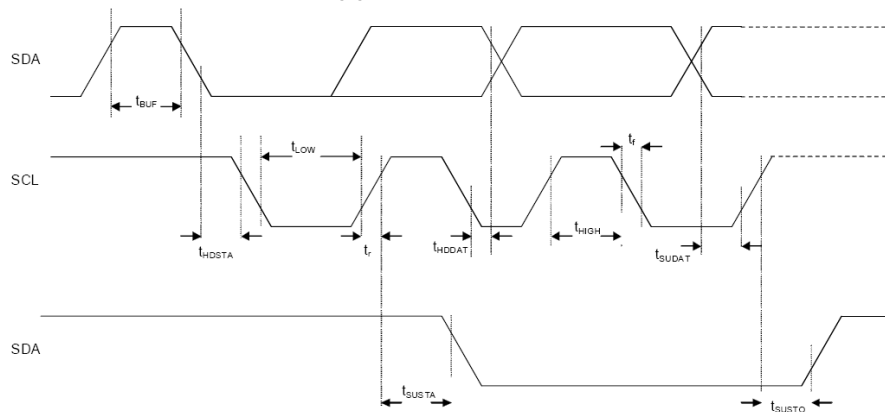 SDA
tBUF
tLOW
tf
SCL
tHDSTA
tr
tHDDAT
tHIGH
tSUDAT
SDA
tSUSTA
tSUSTO